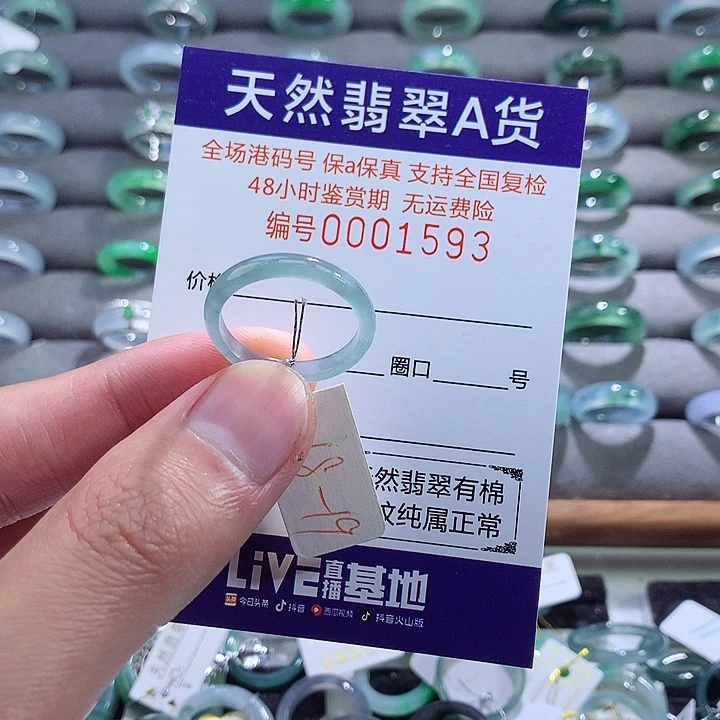 天然翡翠A货
全场港码号 保a保真 支持全国复检
48小时鉴赏期 无运费险
编号0001593
价格
圈口 号
天然翡翠有棉
纹纯属正常
LiVE直播基地
头条 今日头条 抖音 西瓜视频 抖音火山版